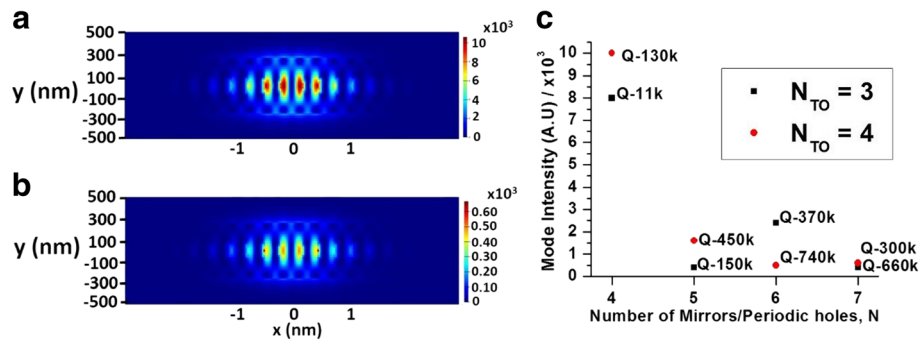 a
500
300
100
-100
-300
-500
y (nm)
-1 0 1
x10³
10
8
6
4
2
0
b
500
300
100
-100
-300
-500
y (nm)
-1 0 1
x (nm)
x10³
0.60
0.50
0.40
0.30
0.20
0.10
0
c
Mode Intensity (A.U) / x10³
10
9
8
7
6
5
4
3
2
1
0
Q-130k
Q-11k
N_TO = 3
N_TO = 4
Q-450k
Q-150k
Q-370k
Q-740k
Q-300k
Q-660k
4 5 6 7
Number of Mirrors/Periodic holes, N